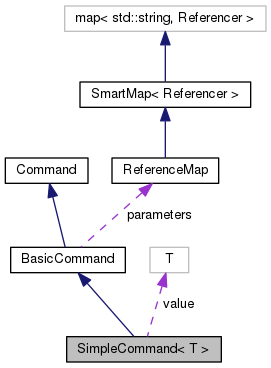 map< std::string, Referencer >
SmartMap< Referencer >
Command
ReferenceMap
parameters
BasicCommand
T
value
SimpleCommand< T >